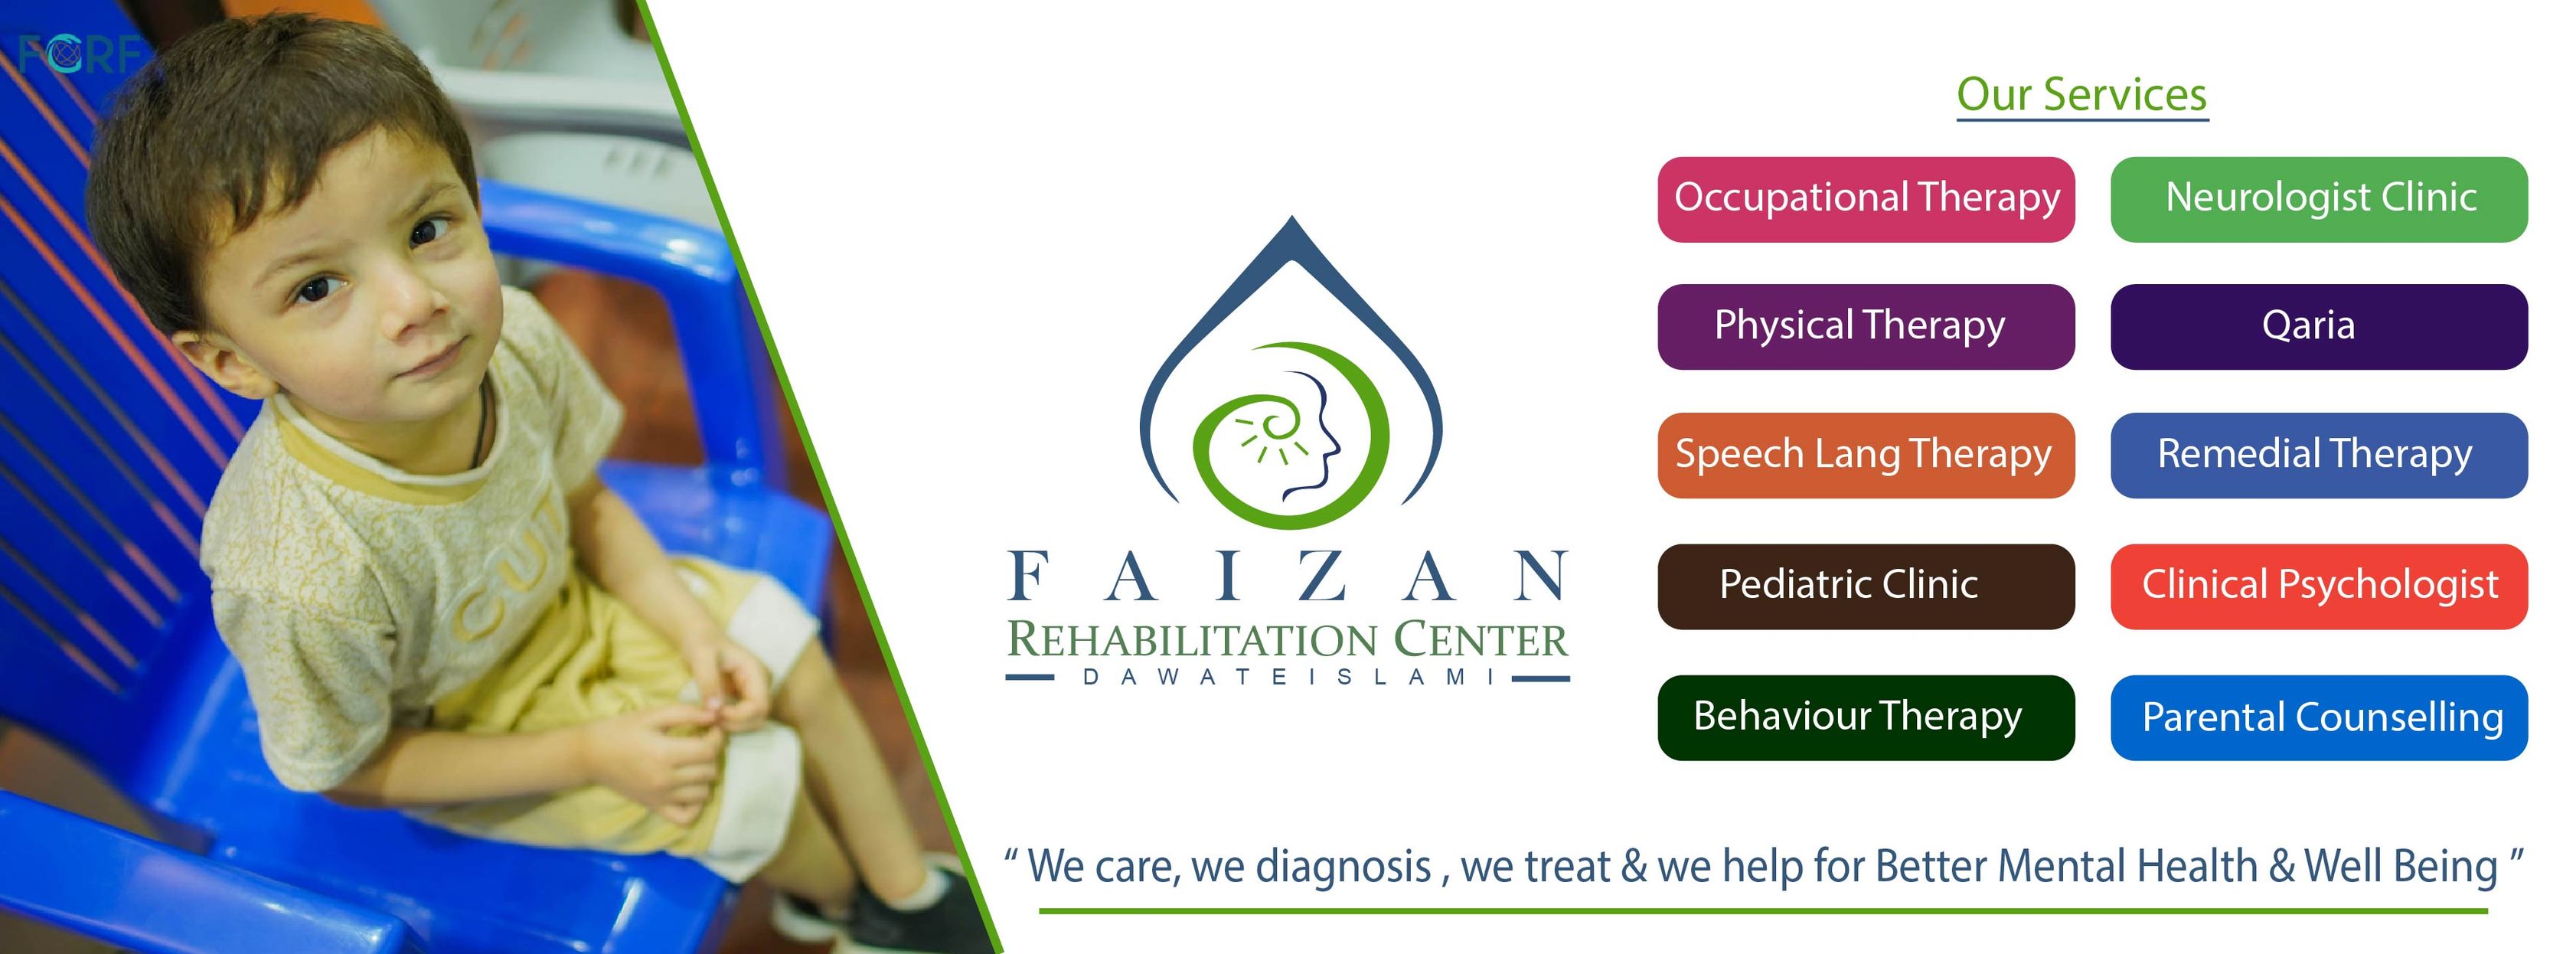 FGRF
CUT
FAIZAN
REHABILITATION CENTER
DAWATEISLAMI
Our Services
Occupational Therapy
Neurologist Clinic
Physical Therapy
Qaria
Speech Lang Therapy
Remedial Therapy
Pediatric Clinic
Clinical Psychologist
Behaviour Therapy
Parental Counselling
“ We care, we diagnosis , we treat & we help for Better Mental Health & Well Being ”